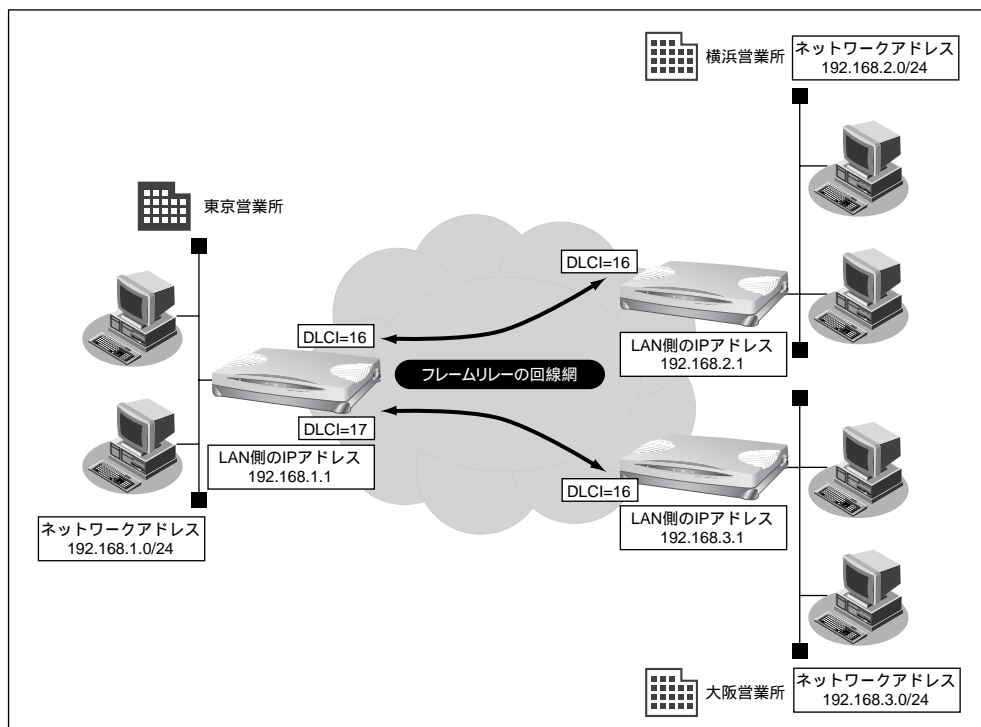 横浜営業所
ネットワークアドレス
192.168.2.0/24
東京営業所
DLCI=16
DLCI=16
LAN側のIPアドレス
192.168.2.1
フレームリレーの回線網
DLCI=17
LAN側のIPアドレス
192.168.1.1
DLCI=16
LAN側のIPアドレス
192.168.3.1
ネットワークアドレス
192.168.1.0/24
大阪営業所
ネットワークアドレス
192.168.3.0/24